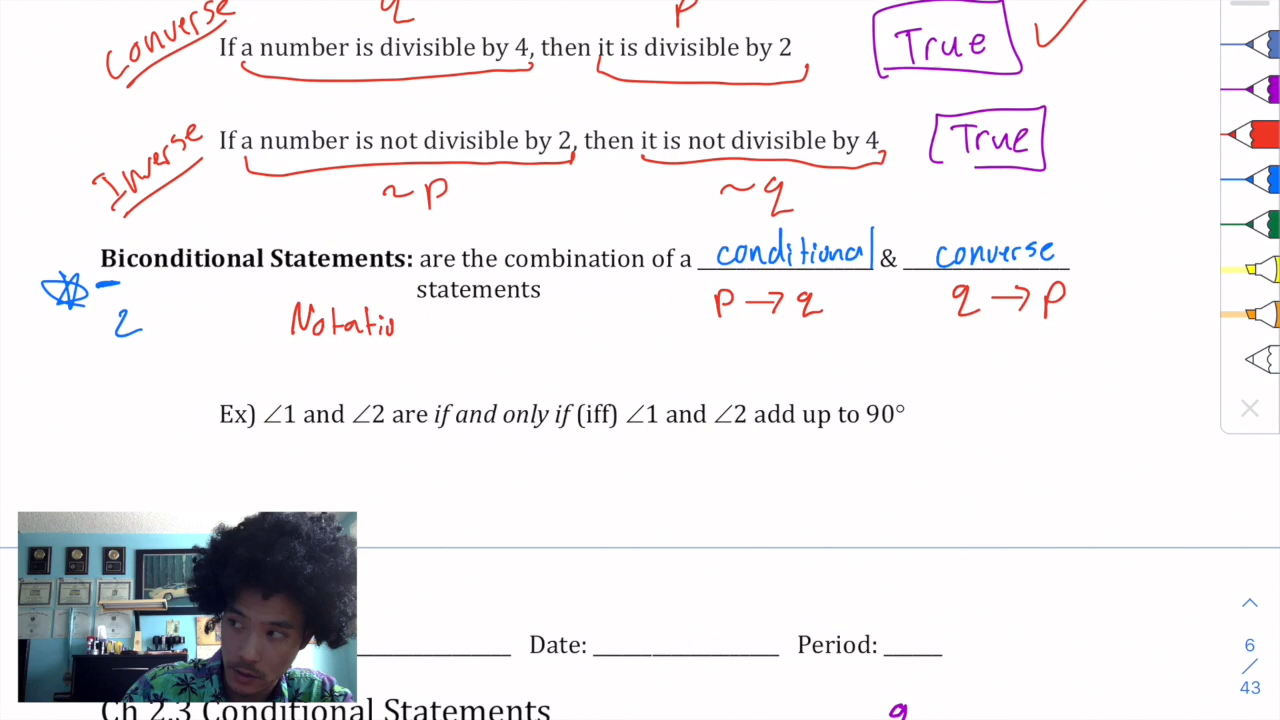 Converse
q p
If a number is divisible by 4, then it is divisible by 2 True
Inverse If a number is not divisible by 2, then it is not divisible by 4 True
~p ~q
Biconditional Statements: are the combination of a conditional & converse
statements p → q q → p
2 Notatio
Ex) ∠1 and ∠2 are if and only if (iff) ∠1 and ∠2 add up to 90°
Date: Period:
Ch 2.3 Conditional Statements
6
/
43